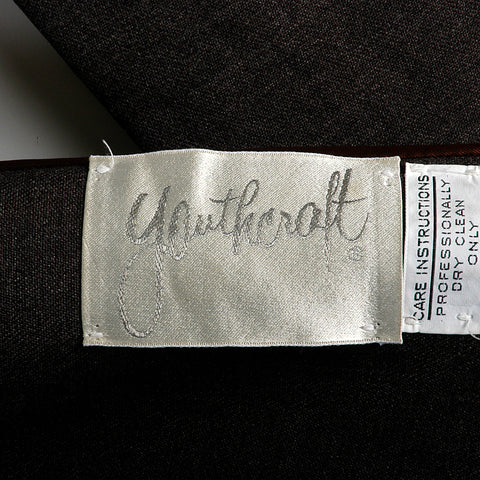 Youthcraft
®
CARE INSTRUCTIONS
PROFESSIONALLY
DRY CLEAN
ONLY